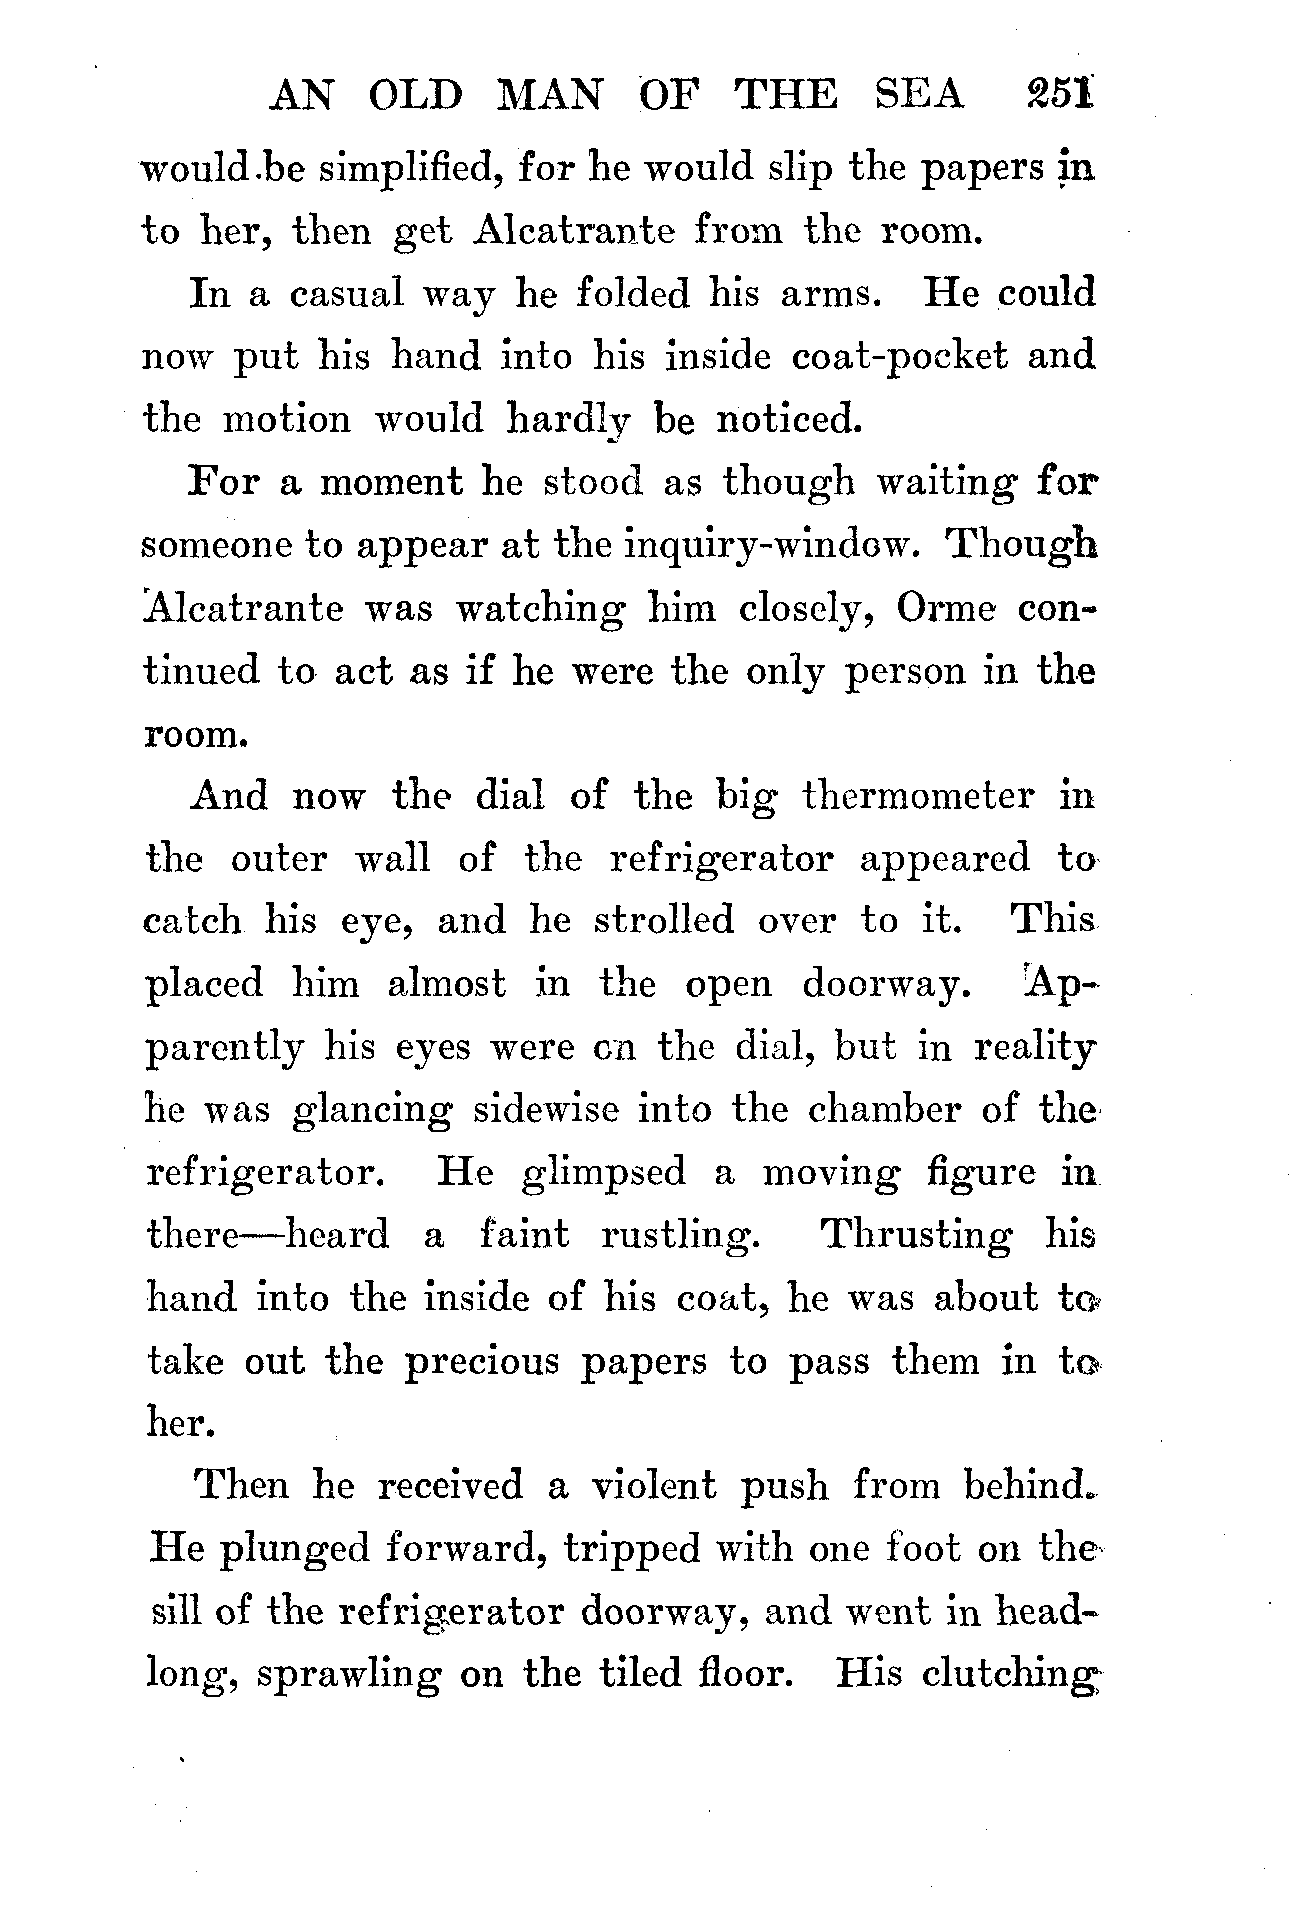 AN OLD MAN OF THE SEA 251
would be simplified, for he would slip the papers in
to her, then get Alcatrante from the room.
In a casual way he folded his arms. He could
now put his hand into his inside coat-pocket and
the motion would hardly be noticed.
For a moment he stood as though waiting for
someone to appear at the inquiry-window. Though
Alcatrante was watching him closely, Orme con-
tinued to act as if he were the only person in the
room.
And now the dial of the big thermometer in
the outer wall of the refrigerator appeared to
catch his eye, and he strolled over to it. This
placed him almost in the open doorway. Ap-
parently his eyes were on the dial, but in reality
he was glancing sidewise into the chamber of the
refrigerator. He glimpsed a moving figure in
there—heard a faint rustling. Thrusting his
hand into the inside of his coat, he was about to
take out the precious papers to pass them in to
her.
Then he received a violent push from behind.
He plunged forward, tripped with one foot on the
sill of the refrigerator doorway, and went in head-
long, sprawling on the tiled floor. His clutching